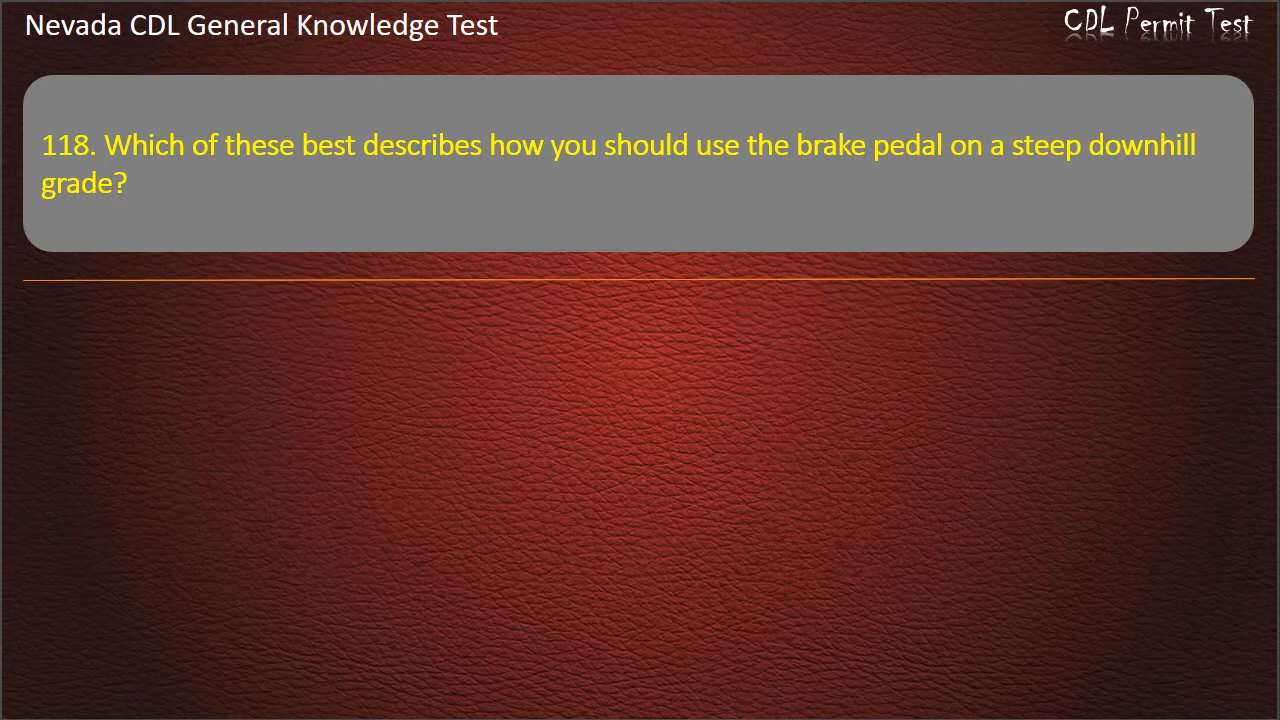 Nevada CDL General Knowledge Test
CDL Permit Test
118. Which of these best describes how you should use the brake pedal on a steep downhill
grade?